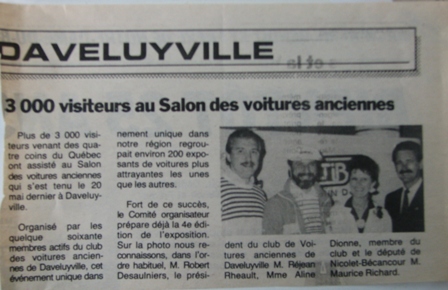 DAVELUYVILLE
3 000 visiteurs au Salon des voitures anciennes
Plus de 3 000 visi-
teurs venant des qua-
tre coins du Québec
ont assisté au Salon
des voitures anciennes
qui s'est tenu le 20
mai dernier à Daveluy-
ville.
Organisé par les
quelque soixante
membres actifs du club
des voitures ancien-
nes de Daveluyville, cet
événement unique dans
nement unique dans
notre région regrou-
pait environ 200 expo-
sants de voitures plus
attrayantes les unes
que les autres.
Fort de ce succès,
le Comité organisateur
prépare déjà la 4e édi-
tion de l'exposition.
Sur la photo nous re-
connaissons, dans l'or-
dre habituel, M. Robert
Desaulniers, le prési-
dent du club de Voi-
tures anciennes de
Daveluyville M. Réjean
Rheault, Mme Aline
Dionne, membre du
club et le député de
Nicolet-Bécancour M.
Maurice Richard.